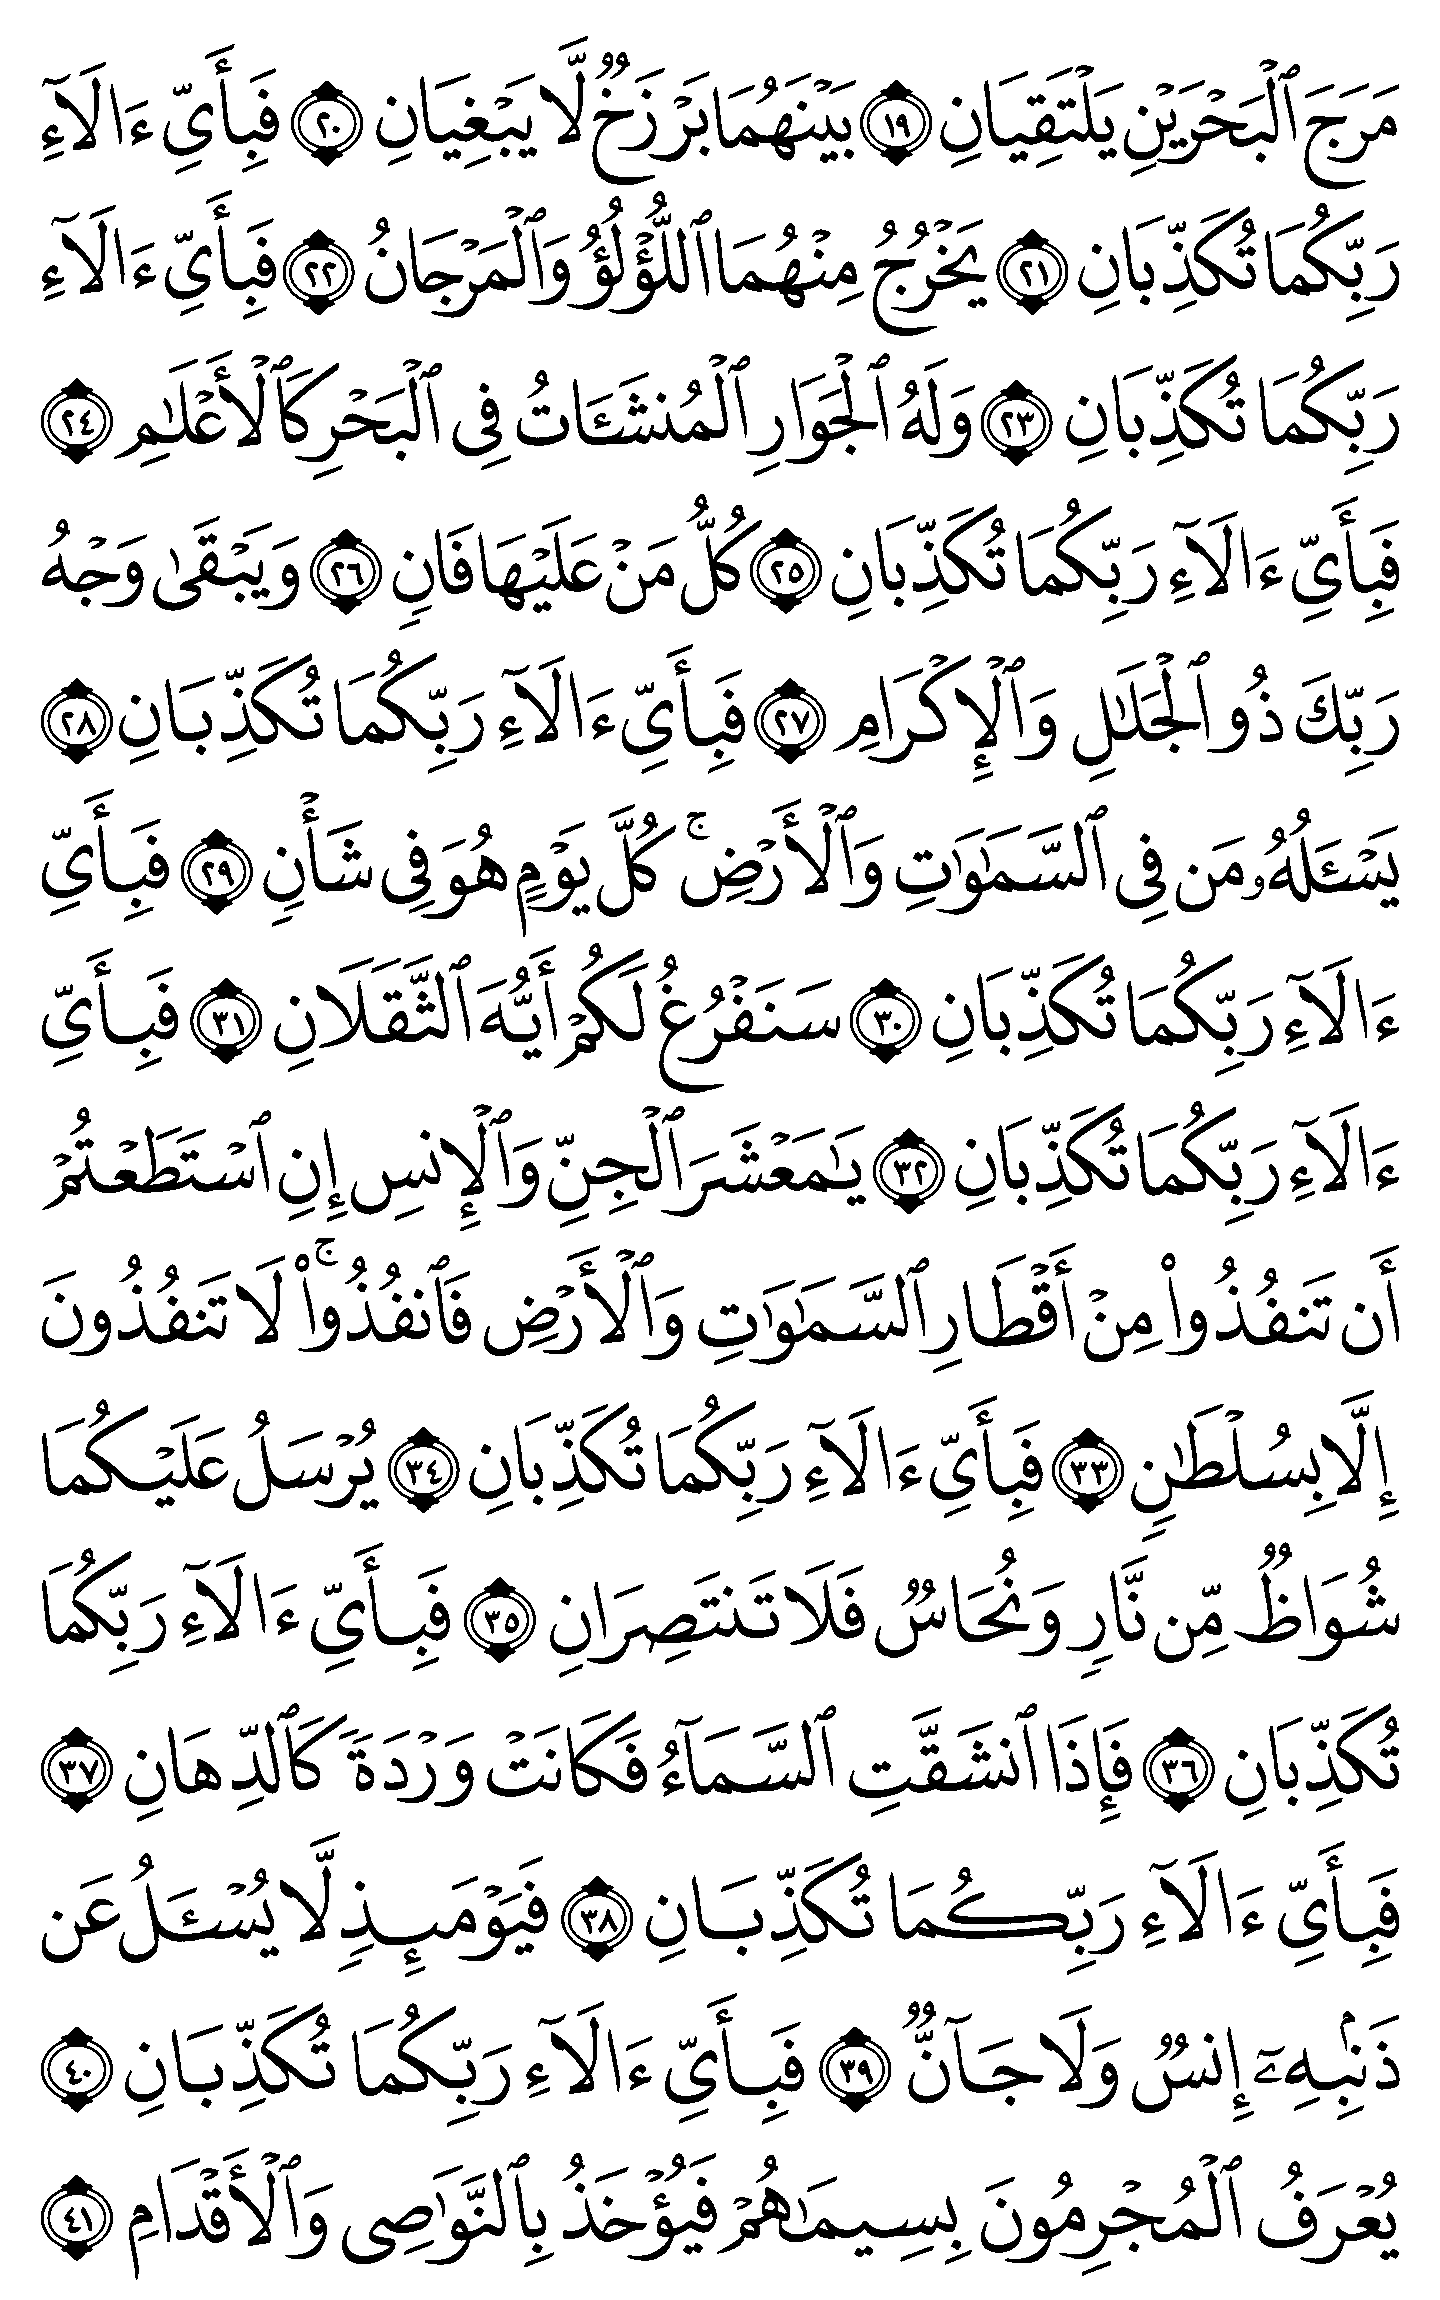 مَرَجَ ٱلْبَحْرَيْنِ يَلْتَقِيَانِ ١٩ بَيْنَهُمَا بَرْزَخٌ لَّا يَبْغِيَانِ ٢٠ فَبِأَيِّ ءَالَآءِ
رَبِّكُمَا تُكَذِّبَانِ ٢١ يَخْرُجُ مِنْهُمَا ٱللُّؤْلُؤُ وَٱلْمَرْجَانُ ٢٢ فَبِأَيِّ ءَالَآءِ
رَبِّكُمَا تُكَذِّبَانِ ٢٣ وَلَهُ ٱلْجَوَارِ ٱلْمُنشَـَٔاتُ فِى ٱلْبَحْرِ كَٱلْأَعْلَـٰمِ ٢٤
فَبِأَيِّ ءَالَآءِ رَبِّكُمَا تُكَذِّبَانِ ٢٥ كُلُّ مَنْ عَلَيْهَا فَانٍ ٢٦ وَيَبْقَىٰ وَجْهُ
رَبِّكَ ذُو ٱلْجَلَـٰلِ وَٱلْإِكْرَامِ ٢٧ فَبِأَيِّ ءَالَآءِ رَبِّكُمَا تُكَذِّبَانِ ٢٨
يَسْـَٔلُهُۥ مَن فِى ٱلسَّمَـٰوَٰتِ وَٱلْأَرْضِ ۚ كُلَّ يَوْمٍ هُوَ فِى شَأْنٍ ٢٩ فَبِأَيِّ
ءَالَآءِ رَبِّكُمَا تُكَذِّبَانِ ٣٠ سَنَفْرُغُ لَكُمْ أَيُّهَ ٱلثَّقَلَانِ ٣١ فَبِأَيِّ
ءَالَآءِ رَبِّكُمَا تُكَذِّبَانِ ٣٢ يَـٰمَعْشَرَ ٱلْجِنِّ وَٱلْإِنسِ إِنِ ٱسْتَطَعْتُمْ
أَن تَنفُذُوا۟ مِنْ أَقْطَارِ ٱلسَّمَـٰوَٰتِ وَٱلْأَرْضِ فَٱنفُذُوا۟ ۚ لَا تَنفُذُونَ
إِلَّا بِسُلْطَـٰنٍ ٣٣ فَبِأَيِّ ءَالَآءِ رَبِّكُمَا تُكَذِّبَانِ ٣٤ يُرْسَلُ عَلَيْكُمَا
شُوَاظٌ مِّن نَّارٍ وَنُحَاسٌ فَلَا تَنتَصِرَانِ ٣٥ فَبِأَيِّ ءَالَآءِ رَبِّكُمَا
تُكَذِّبَانِ ٣٦ فَإِذَا ٱنشَقَّتِ ٱلسَّمَآءُ فَكَانَتْ وَرْدَةً كَٱلدِّهَانِ ٣٧
فَبِأَيِّ ءَالَآءِ رَبِّكُمَا تُكَذِّبَانِ ٣٨ فَيَوْمَئِذٍ لَّا يُسْـَٔلُ عَن
ذَنۢبِهِۦٓ إِنسٌ وَلَا جَآنٌّ ٣٩ فَبِأَيِّ ءَالَآءِ رَبِّكُمَا تُكَذِّبَانِ ٤٠
يُعْرَفُ ٱلْمُجْرِمُونَ بِسِيمَـٰهُمْ فَيُؤْخَذُ بِٱلنَّوَٰصِى وَٱلْأَقْدَامِ ٤١